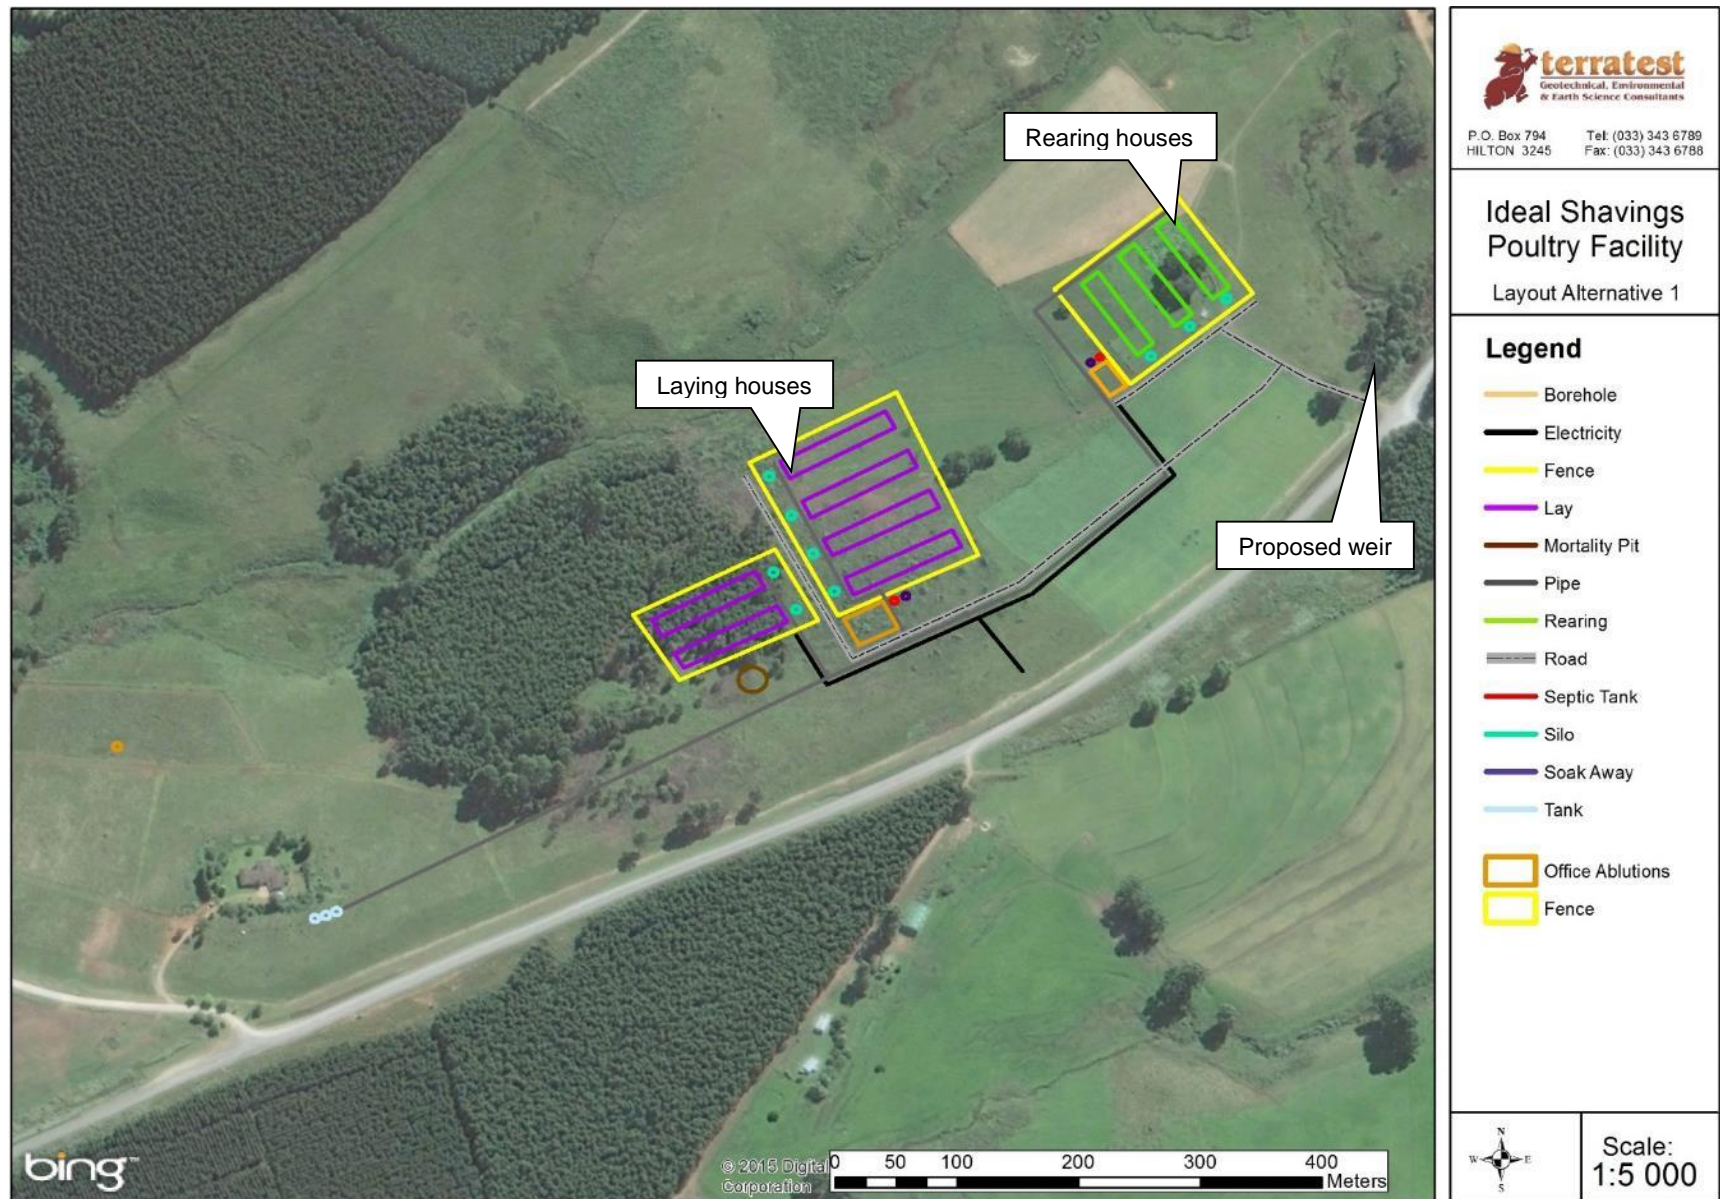 Rearing houses
Laying houses
Proposed weir
bing™
© 2015 Digital
Corporation
0 50 100 200 300 400
Meters
terratest
Geotechnical, Environmental
& Earth Science Consultants
P.O. Box 794 Tel: (033) 343 6789
HILTON 3245 Fax: (033) 343 6788
Ideal Shavings
Poultry Facility
Layout Alternative 1
Legend
Borehole
Electricity
Fence
Lay
Mortality Pit
Pipe
Rearing
Road
Septic Tank
Silo
Soak Away
Tank
Office Ablutions
Fence
N
W E
S
Scale:
1:5 000